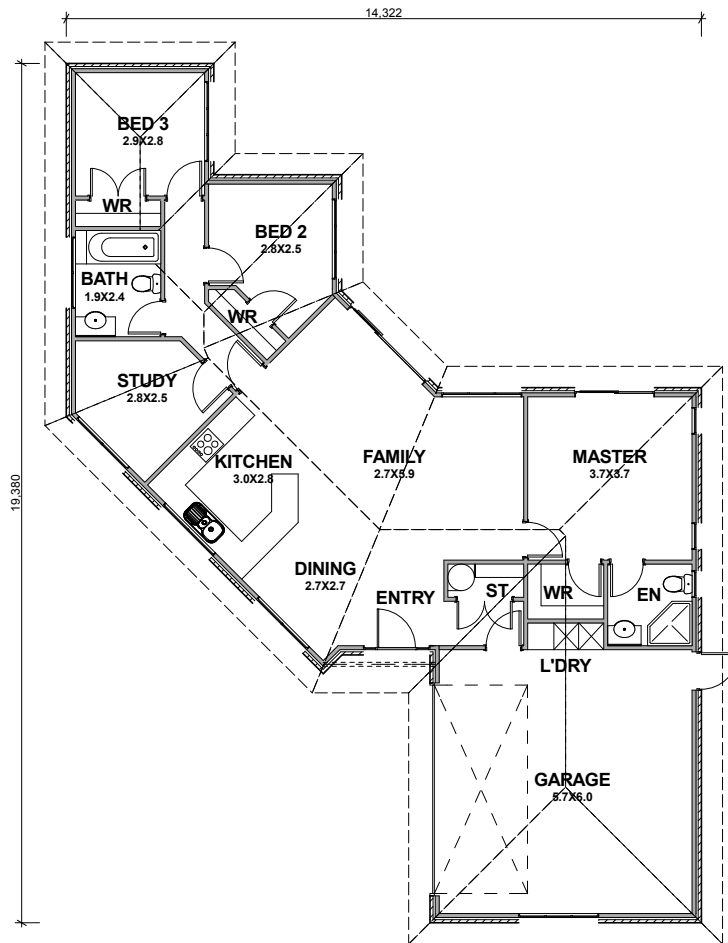 14,322
BED 3
2.9X2.8
WR
BED 2
2.8X2.5
BATH
1.9X2.4
WR
STUDY
2.8X2.5
19,380
KITCHEN
3.0X2.8
FAMILY
2.7X5.9
MASTER
3.7X3.7
DINING
2.7X2.7
ENTRY
ST
WR
EN
L'DRY
GARAGE
5.7X6.0